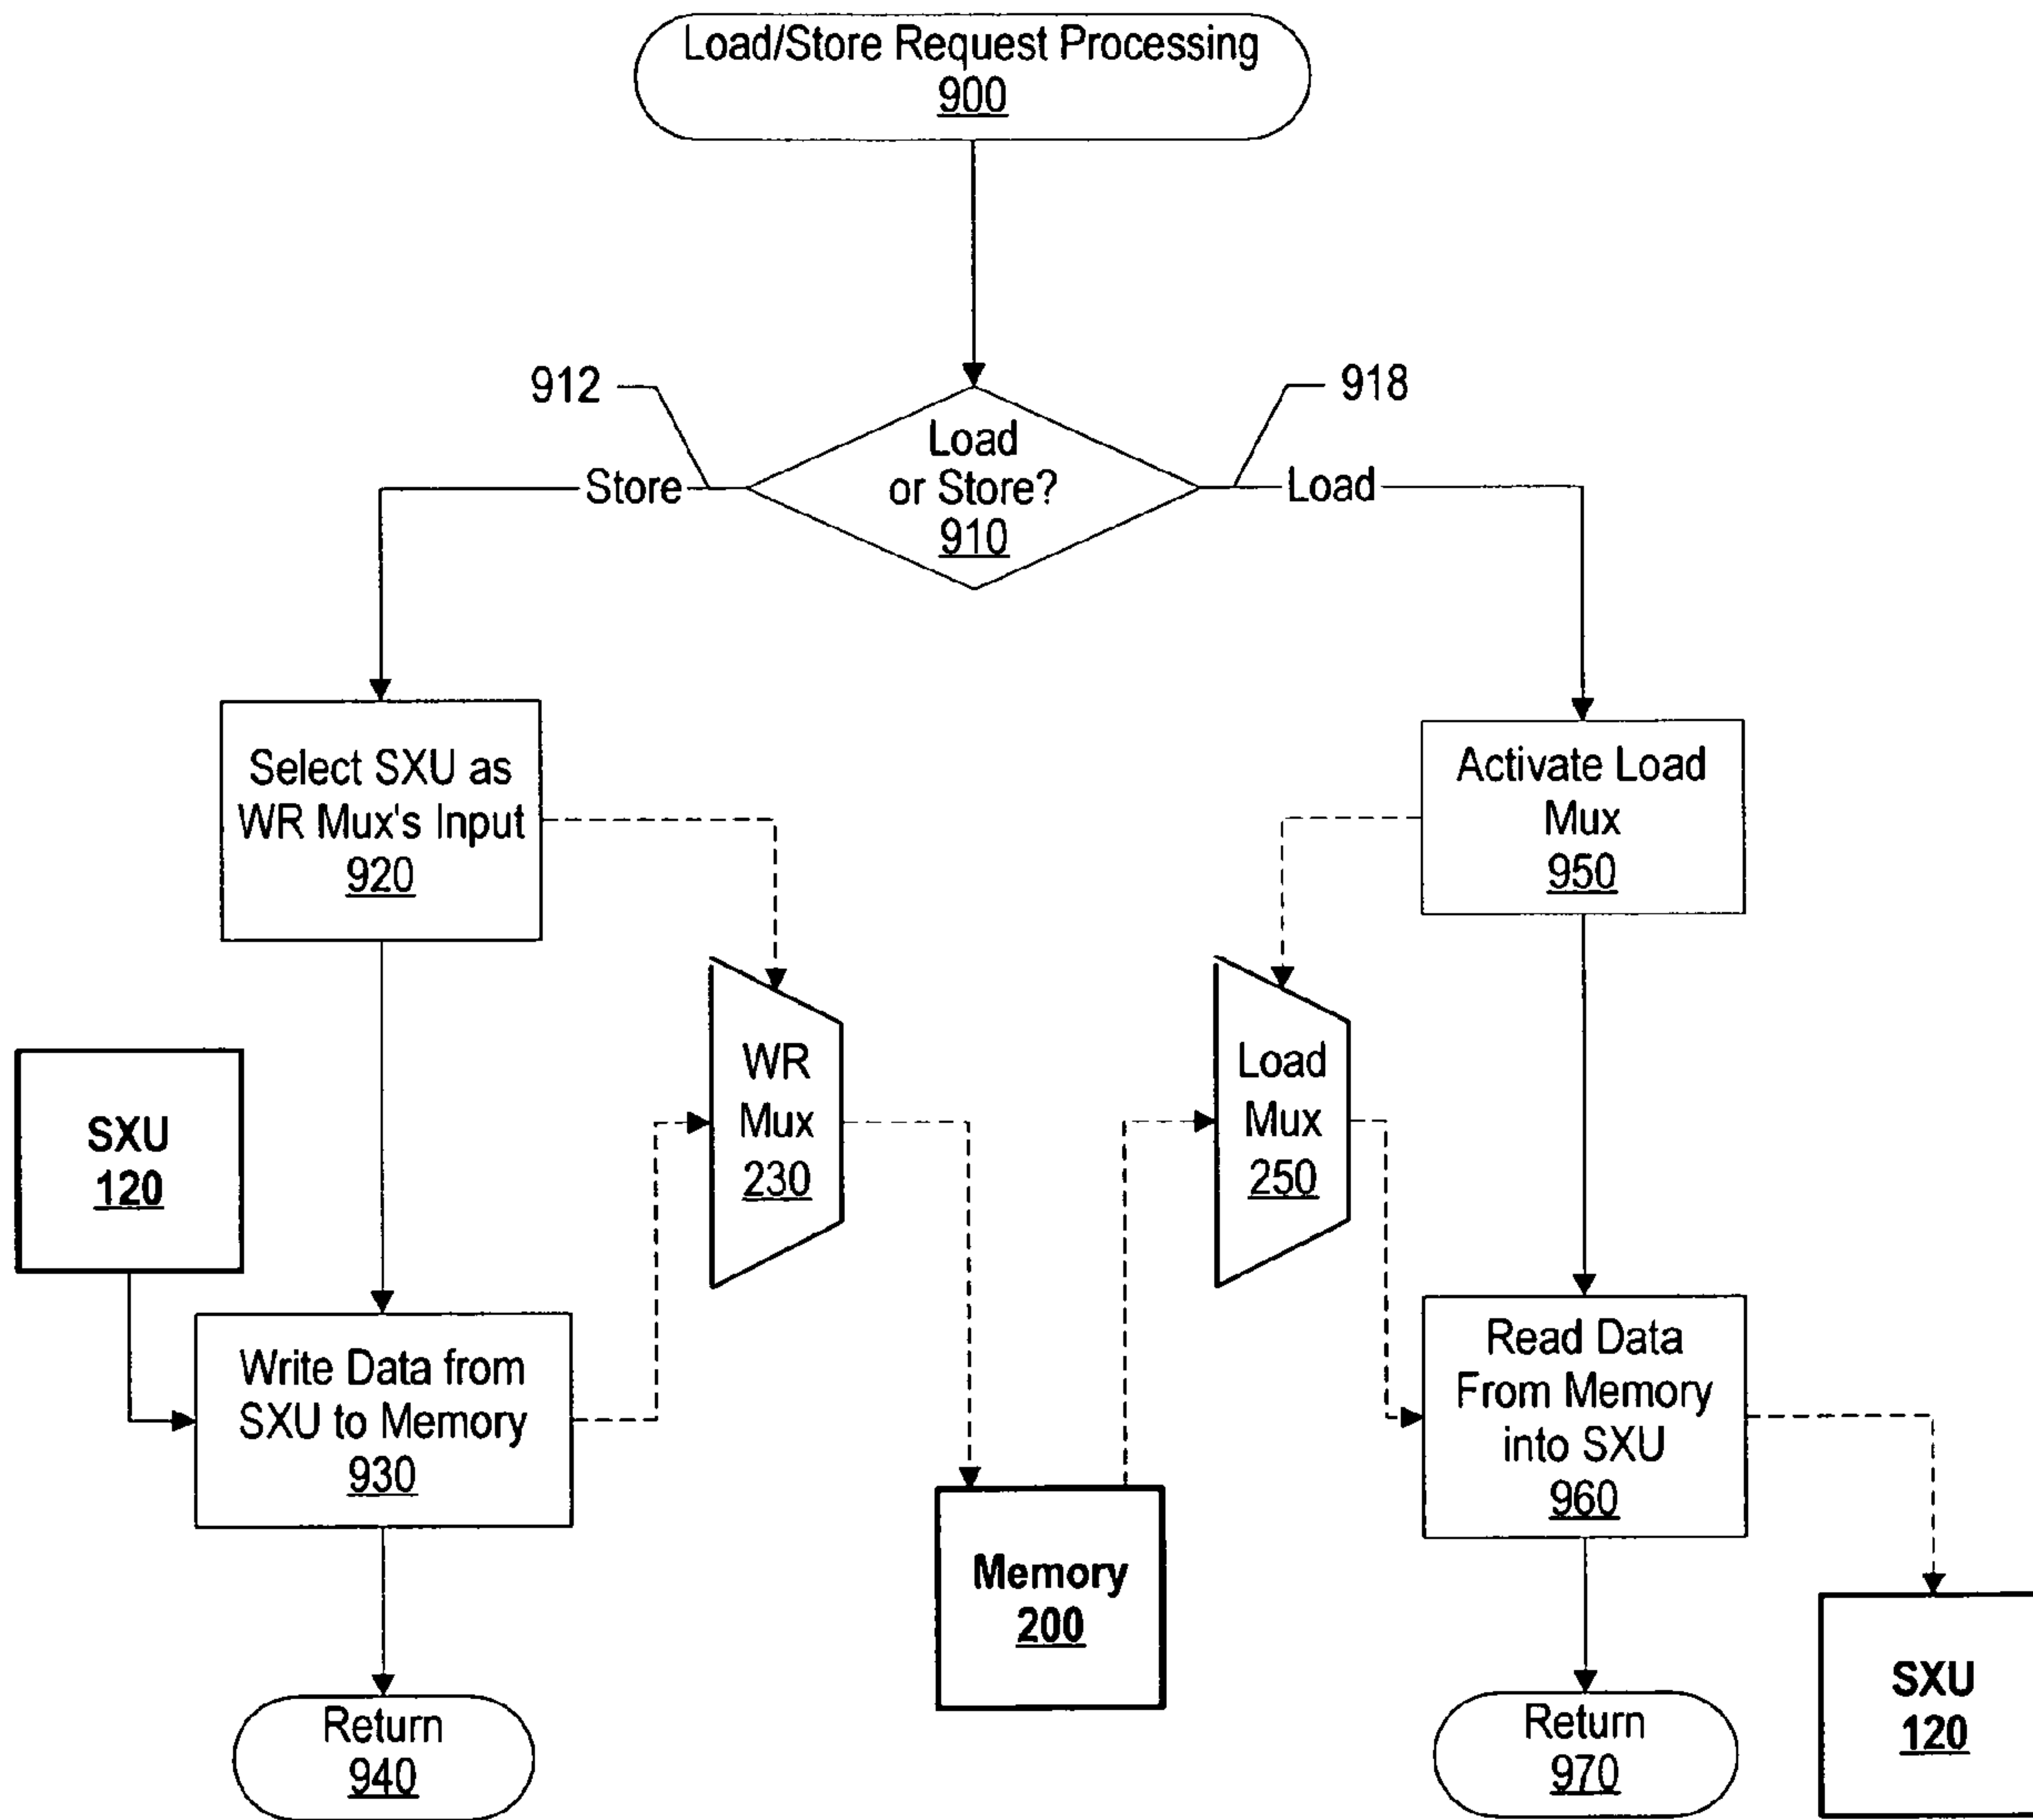 Load/Store Request Processing
900
912
918
Load
or Store?
910
Store
Load
Select SXU as
WR Mux's Input
920
Activate Load
Mux
950
WR
Mux
230
Load
Mux
250
SXU
120
Write Data from
SXU to Memory
930
Read Data
From Memory
into SXU
960
Memory
200
SXU
120
Return
940
Return
970